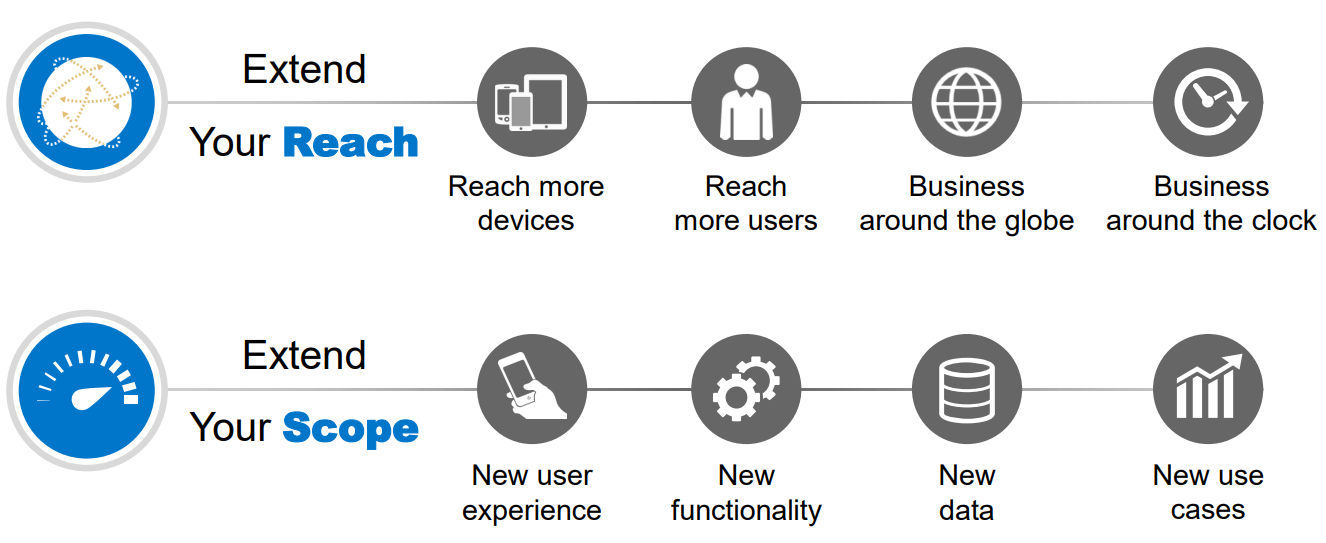 Extend
Your Reach
Reach more
devices
Reach
more users
Business
around the globe
Business
around the clock
Extend
Your Scope
New user
experience
New
functionality
New
data
New use
cases